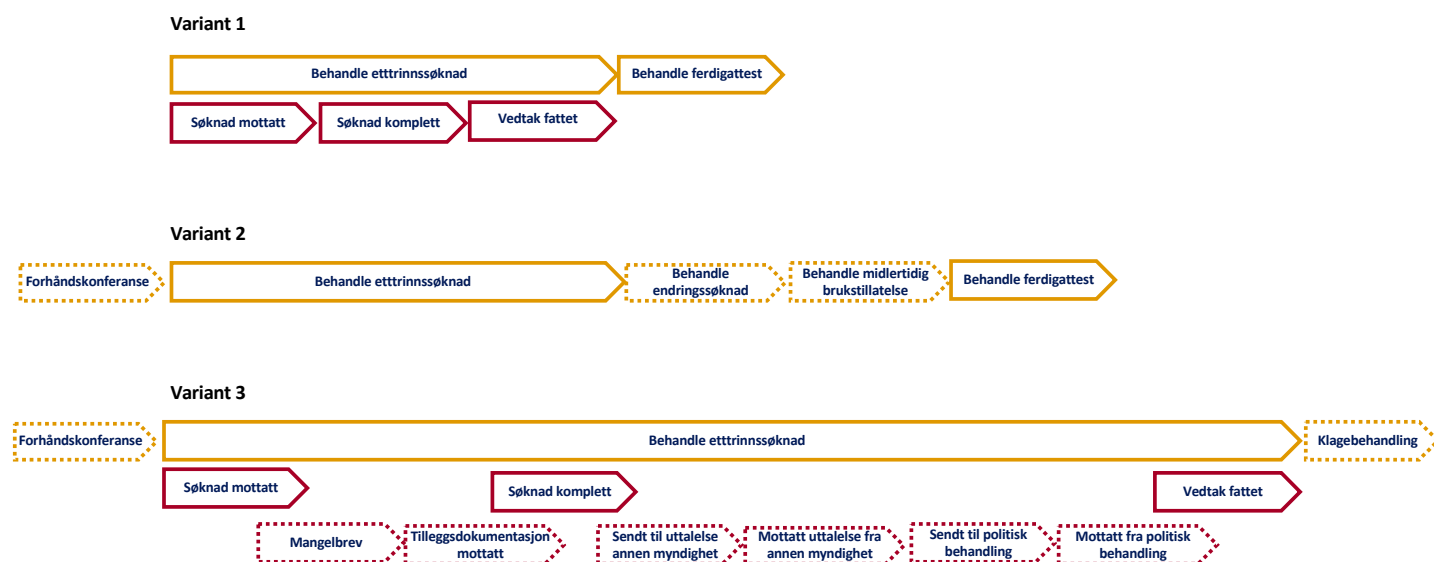 Variant 1
Behandle etttrinnssøknad
Behandle ferdigattest
Søknad mottatt
Søknad komplett
Vedtak fattet
Variant 2
Forhåndskonferanse
Behandle etttrinnssøknad
Behandle
endringssøknad
Behandle midlertidig
brukstillatelse
Behandle ferdigattest
Variant 3
Forhåndskonferanse
Behandle etttrinnssøknad
Klagebehandling
Søknad mottatt
Søknad komplett
Vedtak fattet
Mangelbrev
Tilleggsdokumentasjon
mottatt
Sendt til uttalelse
annen myndighet
Mottatt uttalelse fra
annen myndighet
Sendt til politisk
behandling
Mottatt fra politisk
behandling